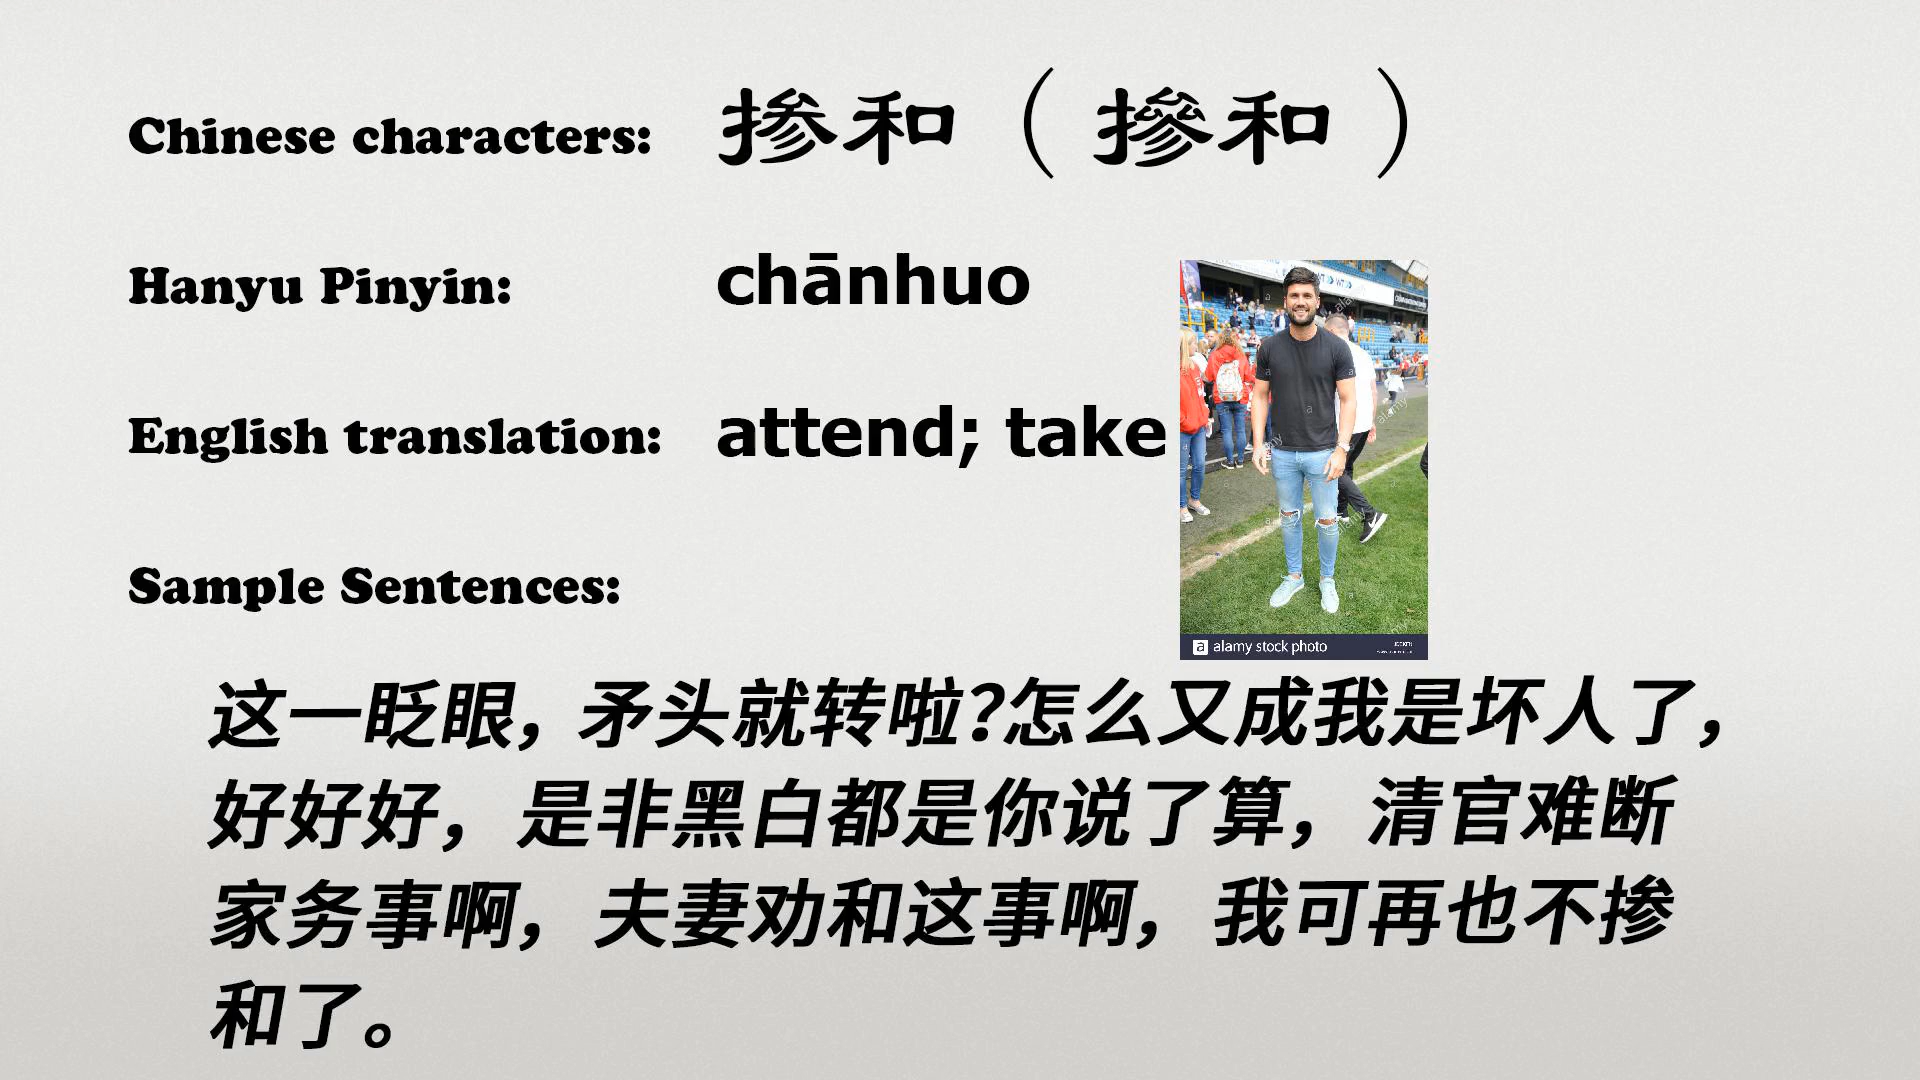 Chinese characters: 掺和（摻和）
Hanyu Pinyin: chānhuo
English translation: attend; take
Sample Sentences:
a alamy stock photo
这一眨眼，矛头就转啦？怎么又成我是坏人了，
好好好，是非黑白都是你说了算，清官难断
家务事啊，夫妻劝和这事啊，我可再也不掺
和了。